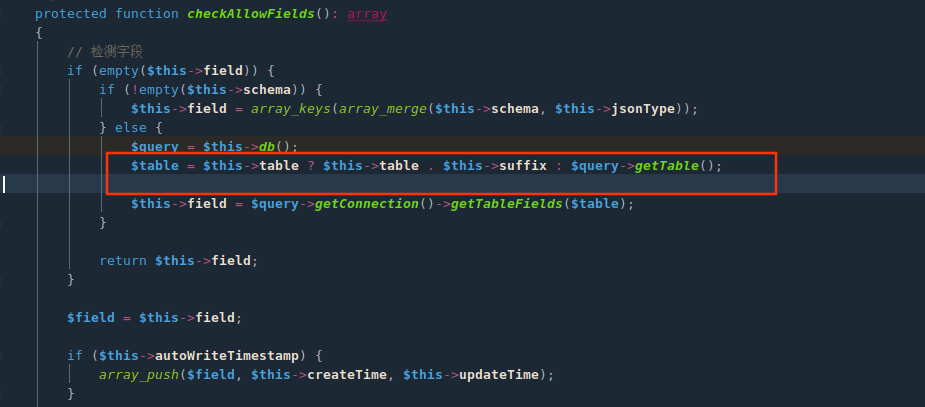 protected function checkAllowFields(): array
{
// 检测字段
if (empty($this->field)) {
if (!empty($this->schema)) {
$this->field = array_keys(array_merge($this->schema, $this->jsonType));
} else {
$query = $this->db();
$table = $this->table ? $this->table . $this->suffix : $query->getTable();
$this->field = $query->getConnection()->getTableFields($table);
}
return $this->field;
}
$field = $this->field;
if ($this->autoWriteTimestamp) {
array_push($field, $this->createTime, $this->updateTime);
}